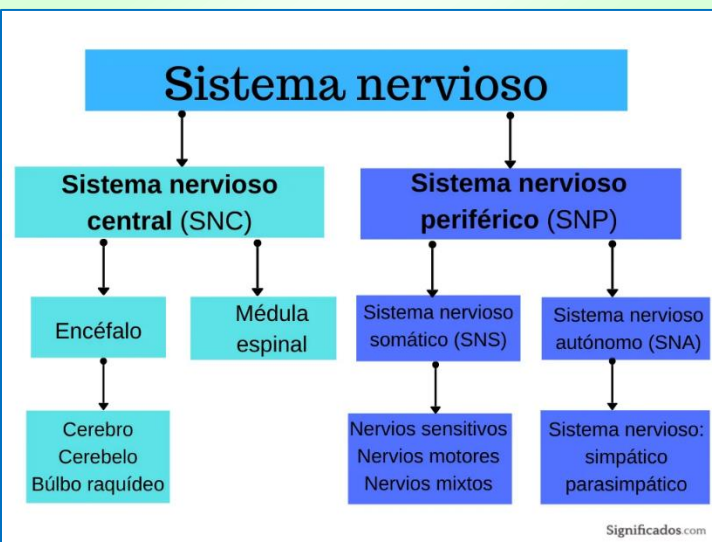 Sistema nervioso
Sistema nervioso
central (SNC)
Sistema nervioso
periférico (SNP)
Encéfalo
Médula
espinal
Sistema nervioso
somático (SNS)
Sistema nervioso
autónomo (SNA)
Cerebro
Cerebelo
Búlbo raquídeo
Nervios sensitivos
Nervios motores
Nervios mixtos
Sistema nervioso:
simpático
parasimpático
Significados.com